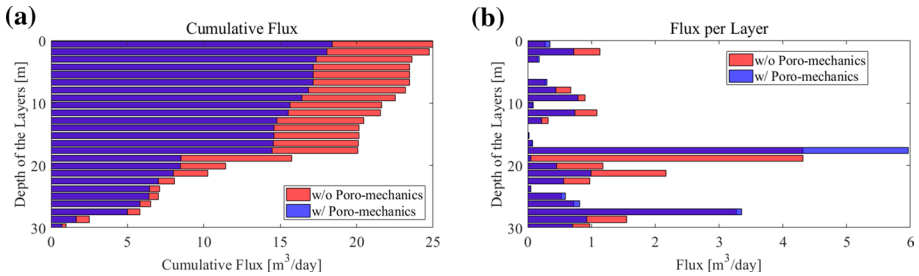 (a)
Cumulative Flux
Depth of the Layers [m]
0
10
20
30
w/o Poro-mechanics
w/ Poro-mechanics
0 5 10 15 20 25
Cumulative Flux [m³/day]
(b)
Flux per Layer
Depth of the Layers [m]
0
10
20
30
w/o Poro-mechanics
w/ Poro-mechanics
0 1 2 3 4 5 6
Flux [m³/day]